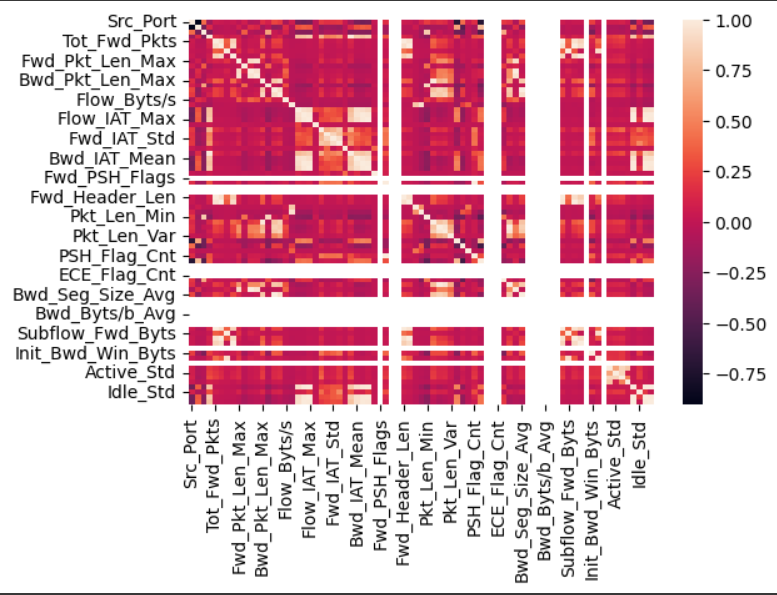 Src_Port
Tot_Fwd_Pkts
Fwd_Pkt_Len_Max
Bwd_Pkt_Len_Max
Flow_Byts/s
Flow_IAT_Max
Fwd_IAT_Std
Bwd_IAT_Mean
Fwd_PSH_Flags
Fwd_Header_Len
Pkt_Len_Min
Pkt_Len_Var
PSH_Flag_Cnt
ECE_Flag_Cnt
Bwd_Seg_Size_Avg
Bwd_Byts/b_Avg
Subflow_Fwd_Byts
Init_Bwd_Win_Byts
Active_Std
Idle_Std
Src_Port
Tot_Fwd_Pkts
Fwd_Pkt_Len_Max
Bwd_Pkt_Len_Max
Flow_Byts/s
Flow_IAT_Max
Fwd_IAT_Std
Bwd_IAT_Mean
Fwd_PSH_Flags
Fwd_Header_Len
Pkt_Len_Min
Pkt_Len_Var
PSH_Flag_Cnt
ECE_Flag_Cnt
Bwd_Seg_Size_Avg
Bwd_Byts/b_Avg
Subflow_Fwd_Byts
Init_Bwd_Win_Byts
Active_Std
Idle_Std
1.00
0.75
0.50
0.25
0.00
−0.25
−0.50
−0.75